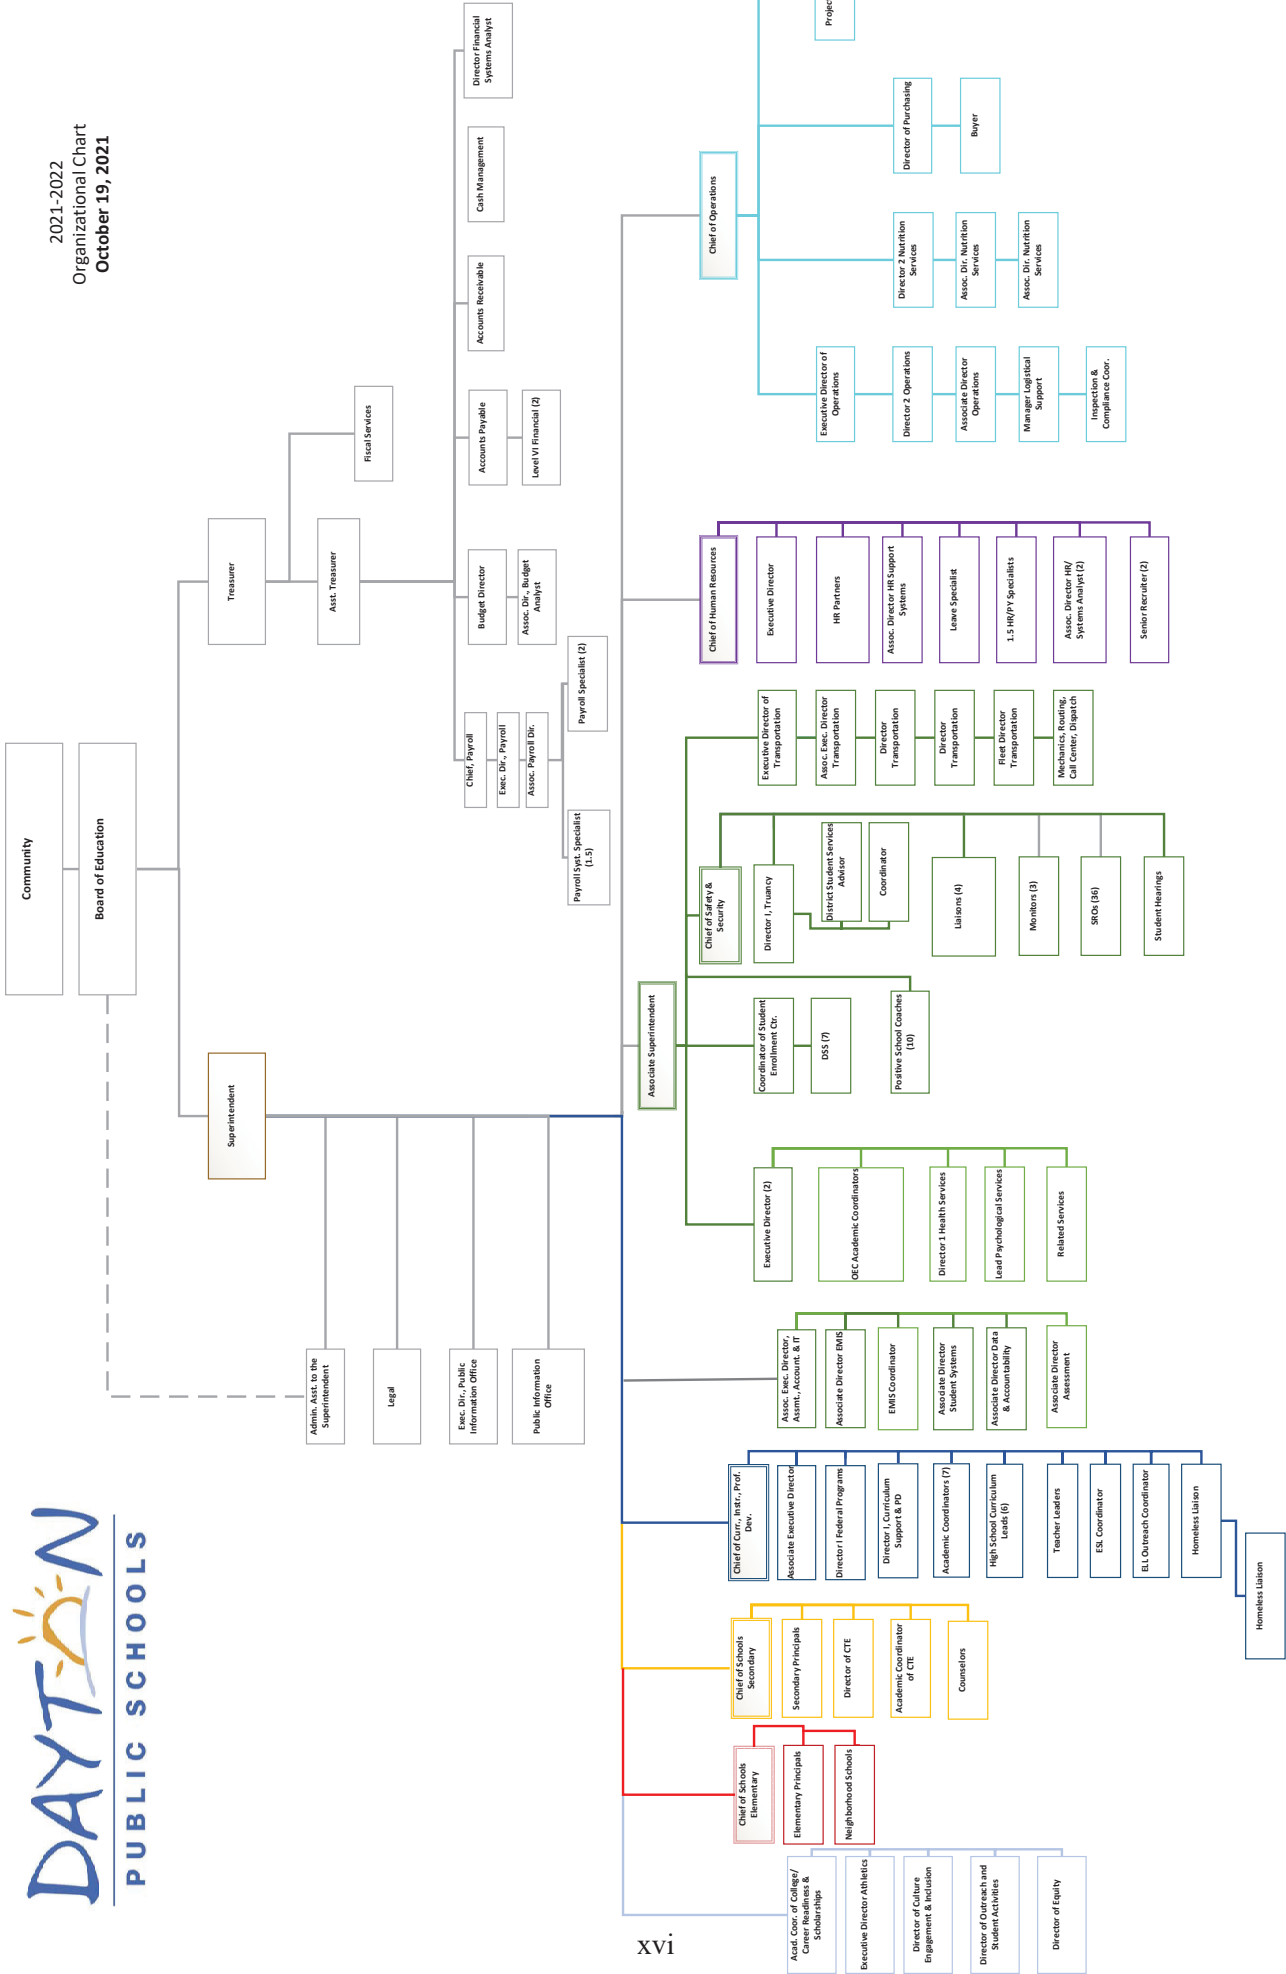 DAYTON
PUBLIC SCHOOLS
2021-2022
Organizational Chart
October 19, 2021
Community
Board of Education
Superintendent
Treasurer
Admin. Asst. to the
Superintendent
Legal
Exec. Dir., Public
Information Office
Public Information
Office
Asst. Treasurer
Fiscal Services
Chief, Payroll
Exec. Dir., Payroll
Assoc. Payroll Dir.
Payroll Syst. Specialist
(1.5)
Payroll Specialist (2)
Budget Director
Assoc. Dir., Budget
Analyst
Accounts Payable
Level VI Financial (2)
Accounts Receivable
Cash Management
Director Financial
Systems Analyst
Acad. Coor. of College/
Career Readiness &
Scholarships
Executive Director Athletics
Director of Culture
Engagement & Inclusion
Director of Outreach and
Student Activities
Director of Equity
Chief of Schools
Elementary
Elementary Principals
Neighborhood Schools
Chief of Schools
Secondary
Secondary Principals
Director of CTE
Academic Coordinator
of CTE
Counselors
Chief of Curr., Instr., Prof.
Dev.
Associate Executive Director
Director I Federal Programs
Director I, Curriculum
Support & PD
Academic Coordinators (7)
High School Curriculum
Leads (6)
Teacher Leaders
ESL Coordinator
ELL Outreach Coordinator
Homeless Liaison
Homeless Liaison
Assoc. Exec. Director,
Assmt., Account. & IT
Associate Director EMIS
EMIS Coordinator
Associate Director
Student Systems
Associate Director Data
& Accountability
Associate Director
Assessment
Associate Superintendent
Executive Director (2)
OEC Academic Coordinators
Director 1 Health Services
Lead Psychological Services
Related Services
Coordinator of Student
Enrollment Ctr.
DSS (7)
Positive School Coaches
(10)
Chief of Safety &
Security
Director I, Truancy
District Student Services
Advisor
Coordinator
Liaisons (4)
Monitors (3)
SROs (36)
Student Hearings
Executive Director of
Transportation
Assoc. Exec. Director
Transportation
Director
Transportation
Director
Transportation
Fleet Director
Transportation
Mechanics, Routing,
Call Center, Dispatch
Chief of Human Resources
Executive Director
HR Partners
Assoc. Director HR Support
Systems
Leave Specialist
1.5 HR/PY Specialists
Assoc. Director HR/
Systems Analyst (2)
Senior Recruiter (2)
Chief of Operations
Executive Director of
Operations
Director 2 Operations
Associate Director
Operations
Manager Logistical
Support
Inspection &
Compliance Coor.
Director 2 Nutrition
Services
Assoc. Dir. Nutrition
Services
Assoc. Dir. Nutrition
Services
Director of Purchasing
Buyer
Projec
xvi